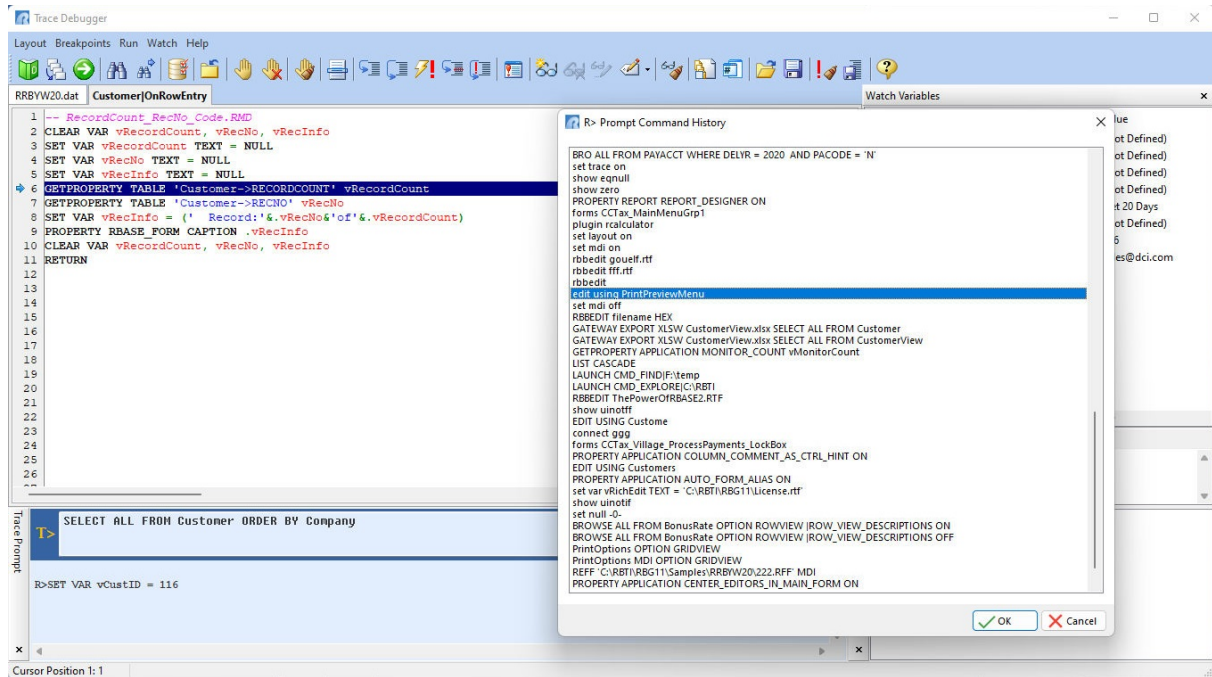 Trace Debugger
Layout Breakpoints Run Watch Help
RRBYW20.dat Customer|OnRowEntry
1 -- RecordCount_RecNo_Code.RMD
2 CLEAR VAR vRecordCount, vRecNo, vRecInfo
3 SET VAR vRecordCount TEXT = NULL
4 SET VAR vRecNo TEXT = NULL
5 SET VAR vRecInfo TEXT = NULL
6 GETPROPERTY TABLE 'Customer->RECORDCOUNT' vRecordCount
7 GETPROPERTY TABLE 'Customer->RECNO' vRecNo
8 SET VAR vRecInfo = (' Record:'&.vRecNo&'of'&.vRecordCount)
9 PROPERTY RBASE_FORM CAPTION .vRecInfo
10 CLEAR VAR vRecordCount, vRecNo, vRecInfo
11 RETURN
12
13
14
15
16
17
18
19
20
21
22
23
24
25
26
Trace Prompt
T> SELECT ALL FROM Customer ORDER BY Company
R>SET VAR vCustID = 116
Cursor Position 1: 1
Watch Variables
lue
ot Defined)
ot Defined)
ot Defined)
ot Defined)
et 20 Days
ot Defined)
6
es@dci.com
R> Prompt Command History
BRO ALL FROM PAYACCT WHERE DELYR = 2020 AND PACODE = 'N'
set trace on
show eqnull
show zero
PROPERTY REPORT REPORT_DESIGNER ON
forms CCTax_MainMenuGrp1
plugin rcalculator
set layout on
set mdi on
rbbedit gouelf.rtf
rbbedit fff.rtf
rbbedit
edit using PrintPreviewMenu
set mdi off
RBBEDIT filename HEX
GATEWAY EXPORT XLSW CustomerView.xlsx SELECT ALL FROM Customer
GATEWAY EXPORT XLSW CustomerView.xlsx SELECT ALL FROM CustomerView
GETPROPERTY APPLICATION MONITOR_COUNT vMonitorCount
LIST CASCADE
LAUNCH CMD_FIND|F:\temp
LAUNCH CMD_EXPLORE|C:\RBTI
RBBEDIT ThePowerOfRBASE2.RTF
show uinotff
EDIT USING Custome
connect ggg
forms CCTax_Village_ProcessPayments_LockBox
PROPERTY APPLICATION COLUMN_COMMENT_AS_CTRL_HINT ON
EDIT USING Customers
PROPERTY APPLICATION AUTO_FORM_ALIAS ON
set var vRichEdit TEXT = 'C:\RBTI\RBG11\License.rtf'
show uinotif
set null -0-
BROWSE ALL FROM BonusRate OPTION ROWVIEW |ROW_VIEW_DESCRIPTIONS ON
BROWSE ALL FROM BonusRate OPTION ROWVIEW |ROW_VIEW_DESCRIPTIONS OFF
PrintOptions OPTION GRIDVIEW
PrintOptions MDI OPTION GRIDVIEW
REFF 'C:\RBTI\RBG11\Samples\RRBYW20\222.RFF' MDI
PROPERTY APPLICATION CENTER_EDITORS_IN_MAIN_FORM ON
OK Cancel